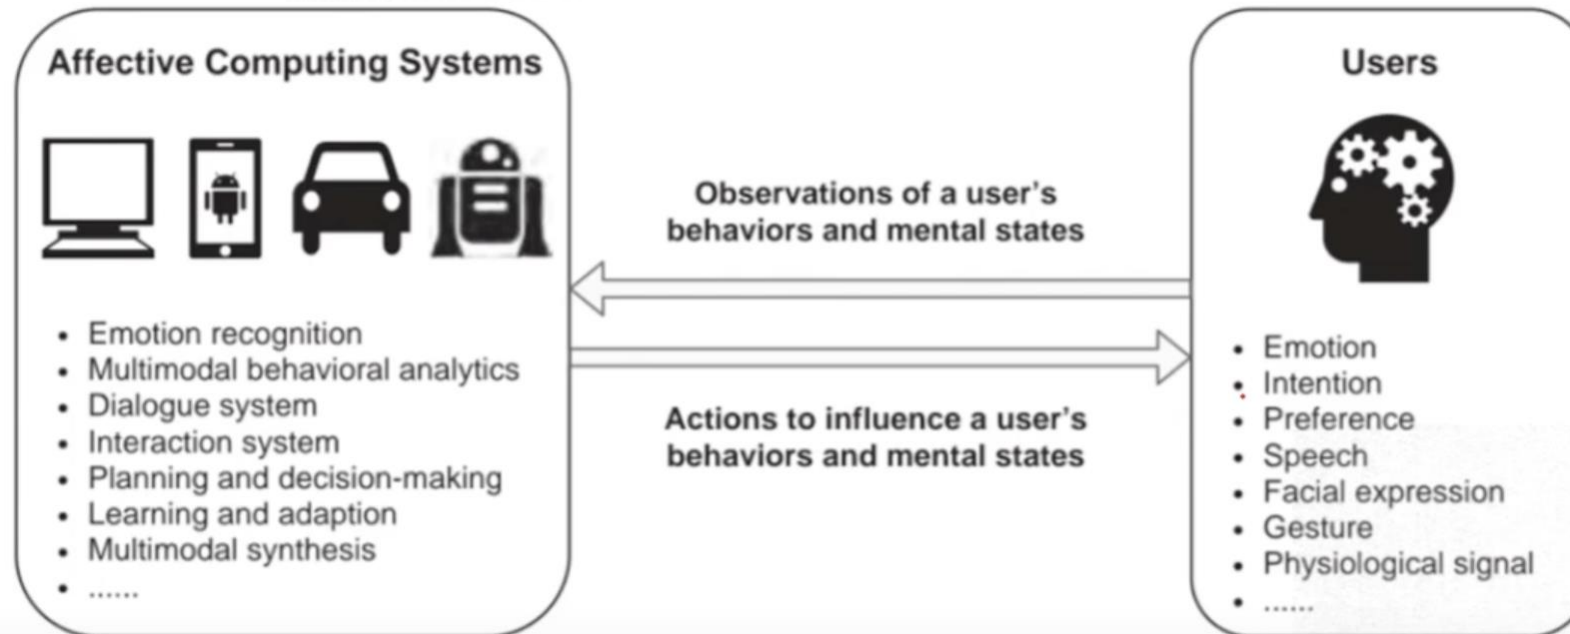 Affective Computing Systems
• Emotion recognition
• Multimodal behavioral analytics
• Dialogue system
• Interaction system
• Planning and decision-making
• Learning and adaption
• Multimodal synthesis
• ......
Observations of a user's
behaviors and mental states
Actions to influence a user's
behaviors and mental states
Users
• Emotion
• Intention
• Preference
• Speech
• Facial expression
• Gesture
• Physiological signal
• ......